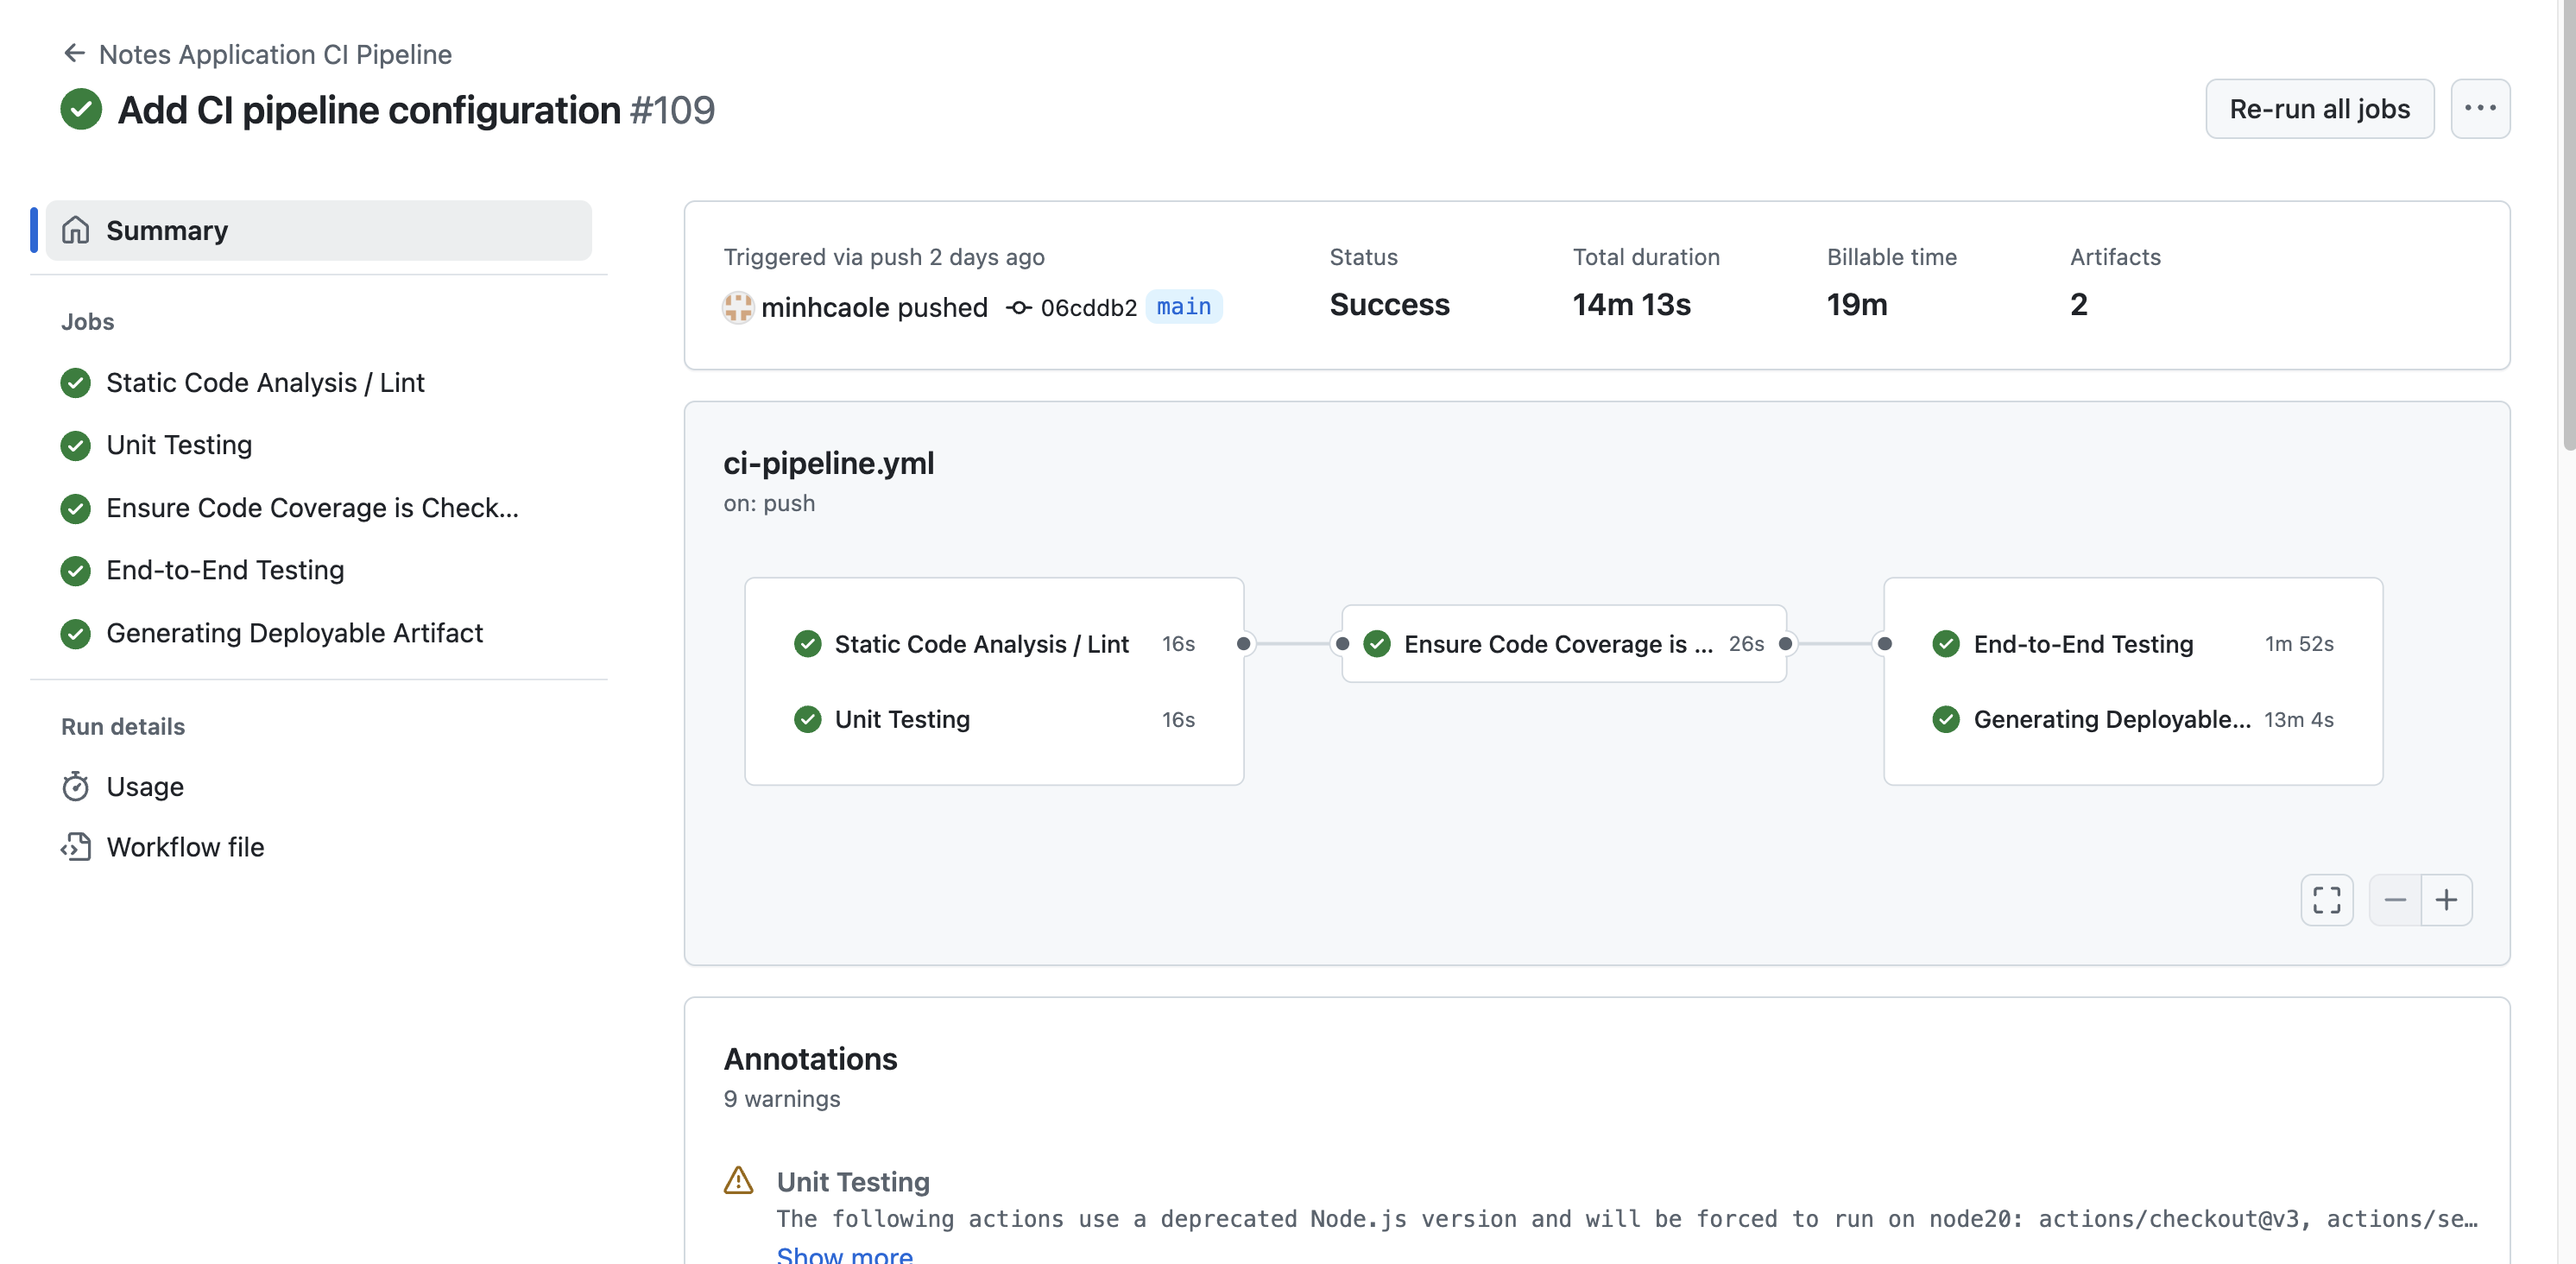 Notes Application CI Pipeline
Add CI pipeline configuration #109
Re-run all jobs
Summary
Jobs
Static Code Analysis / Lint
Unit Testing
Ensure Code Coverage is Check...
End-to-End Testing
Generating Deployable Artifact
Run details
Usage
Workflow file
Triggered via push 2 days ago
minhcaole pushed 06cddb2 main
Status
Success
Total duration
14m 13s
Billable time
19m
Artifacts
2
ci-pipeline.yml
on: push
Static Code Analysis / Lint 16s
Unit Testing 16s
Ensure Code Coverage is ... 26s
End-to-End Testing 1m 52s
Generating Deployable... 13m 4s
Annotations
9 warnings
Unit Testing
The following actions use a deprecated Node.js version and will be forced to run on node20: actions/checkout@v3, actions/se…
Show more